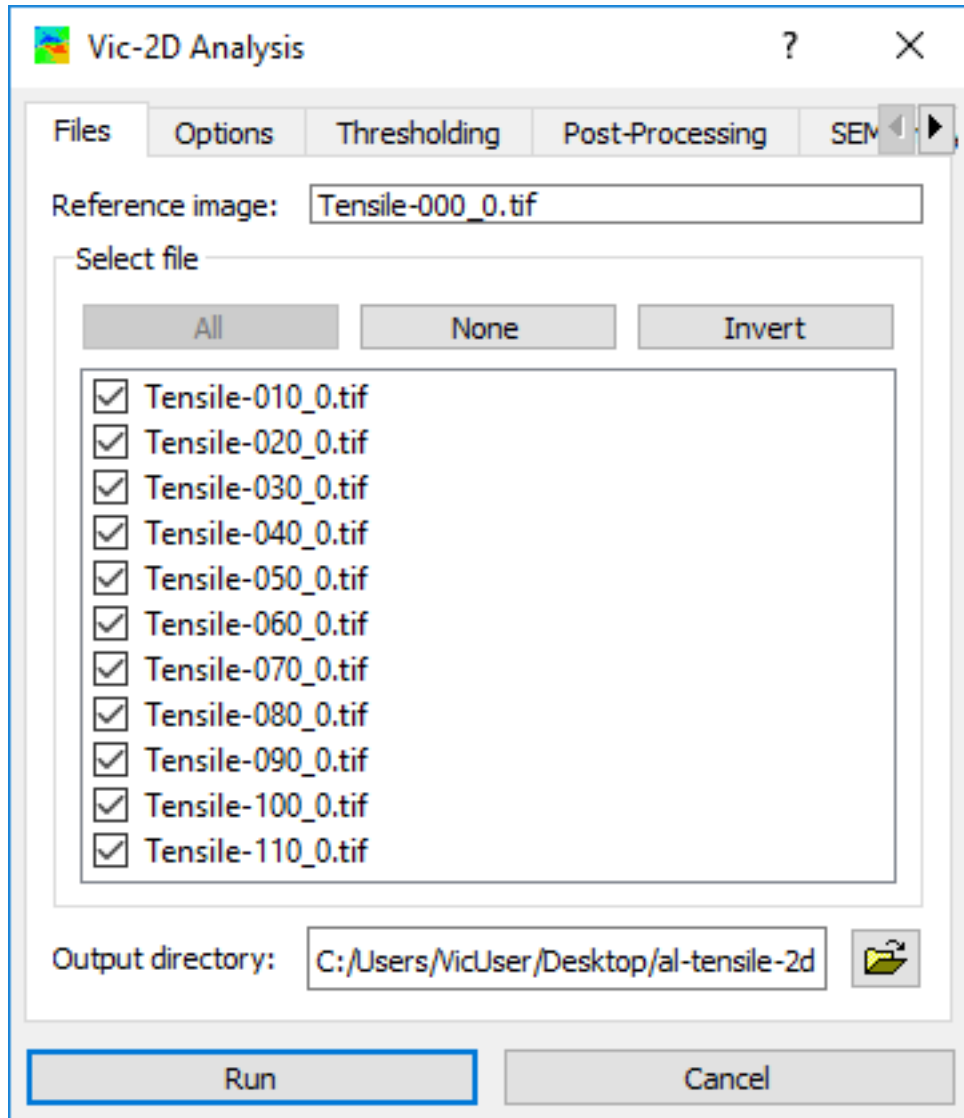 Vic-2D Analysis ?
Files Options Thresholding Post-Processing SEM
Reference image: Tensile-000_0.tif
Select file
All None Invert
Tensile-010_0.tif
Tensile-020_0.tif
Tensile-030_0.tif
Tensile-040_0.tif
Tensile-050_0.tif
Tensile-060_0.tif
Tensile-070_0.tif
Tensile-080_0.tif
Tensile-090_0.tif
Tensile-100_0.tif
Tensile-110_0.tif
Output directory: C:/Users/VicUser/Desktop/al-tensile-2d
Run Cancel